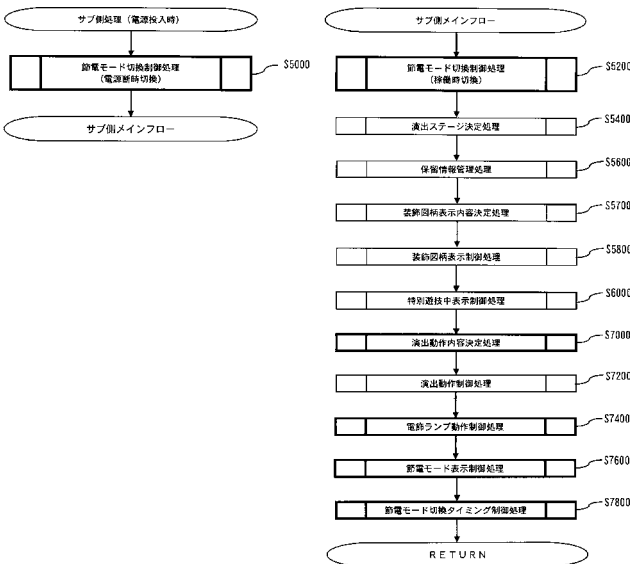 サブ側処理（電源投入時）
節電モード切換制御処理
（電源断時切換）
S5000
サブ側メインフロー
サブ側メインフロー
節電モード切換制御処理
（稼働時切換）
S5200
演出ステージ決定処理
S5400
保留情報管理処理
S5600
装飾図柄表示内容決定処理
S5700
装飾図柄表示制御処理
S5800
特別遊技中表示制御処理
S6000
演出動作内容決定処理
S7000
演出動作制御処理
S7200
電飾ランプ動作制御処理
S7400
節電モード表示制御処理
S7600
節電モード切換タイミング制御処理
S7800
RETURN